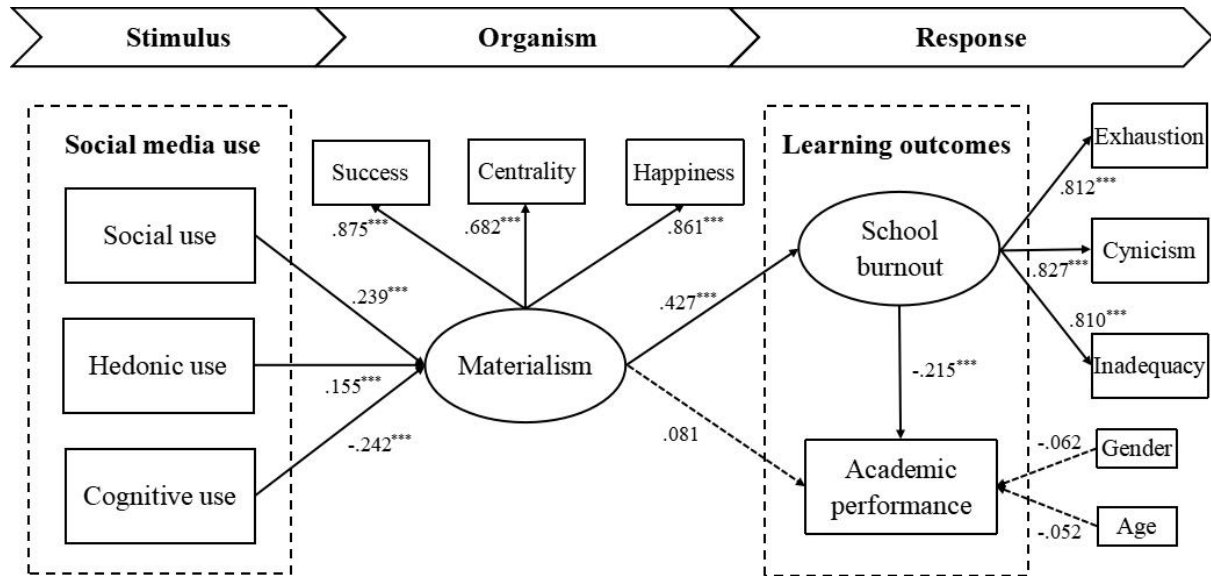 Stimulus
Organism
Response
Social media use
Social use
Hedonic use
Cognitive use
Success
Centrality
Happiness
.875***
.682***
.861***
.239***
.155***
-.242***
Materialism
.427***
.081
Learning outcomes
School
burnout
-.215***
Academic
performance
Exhaustion
.812***
Cynicism
.827***
.810***
Inadequacy
-.062
Gender
-.052
Age